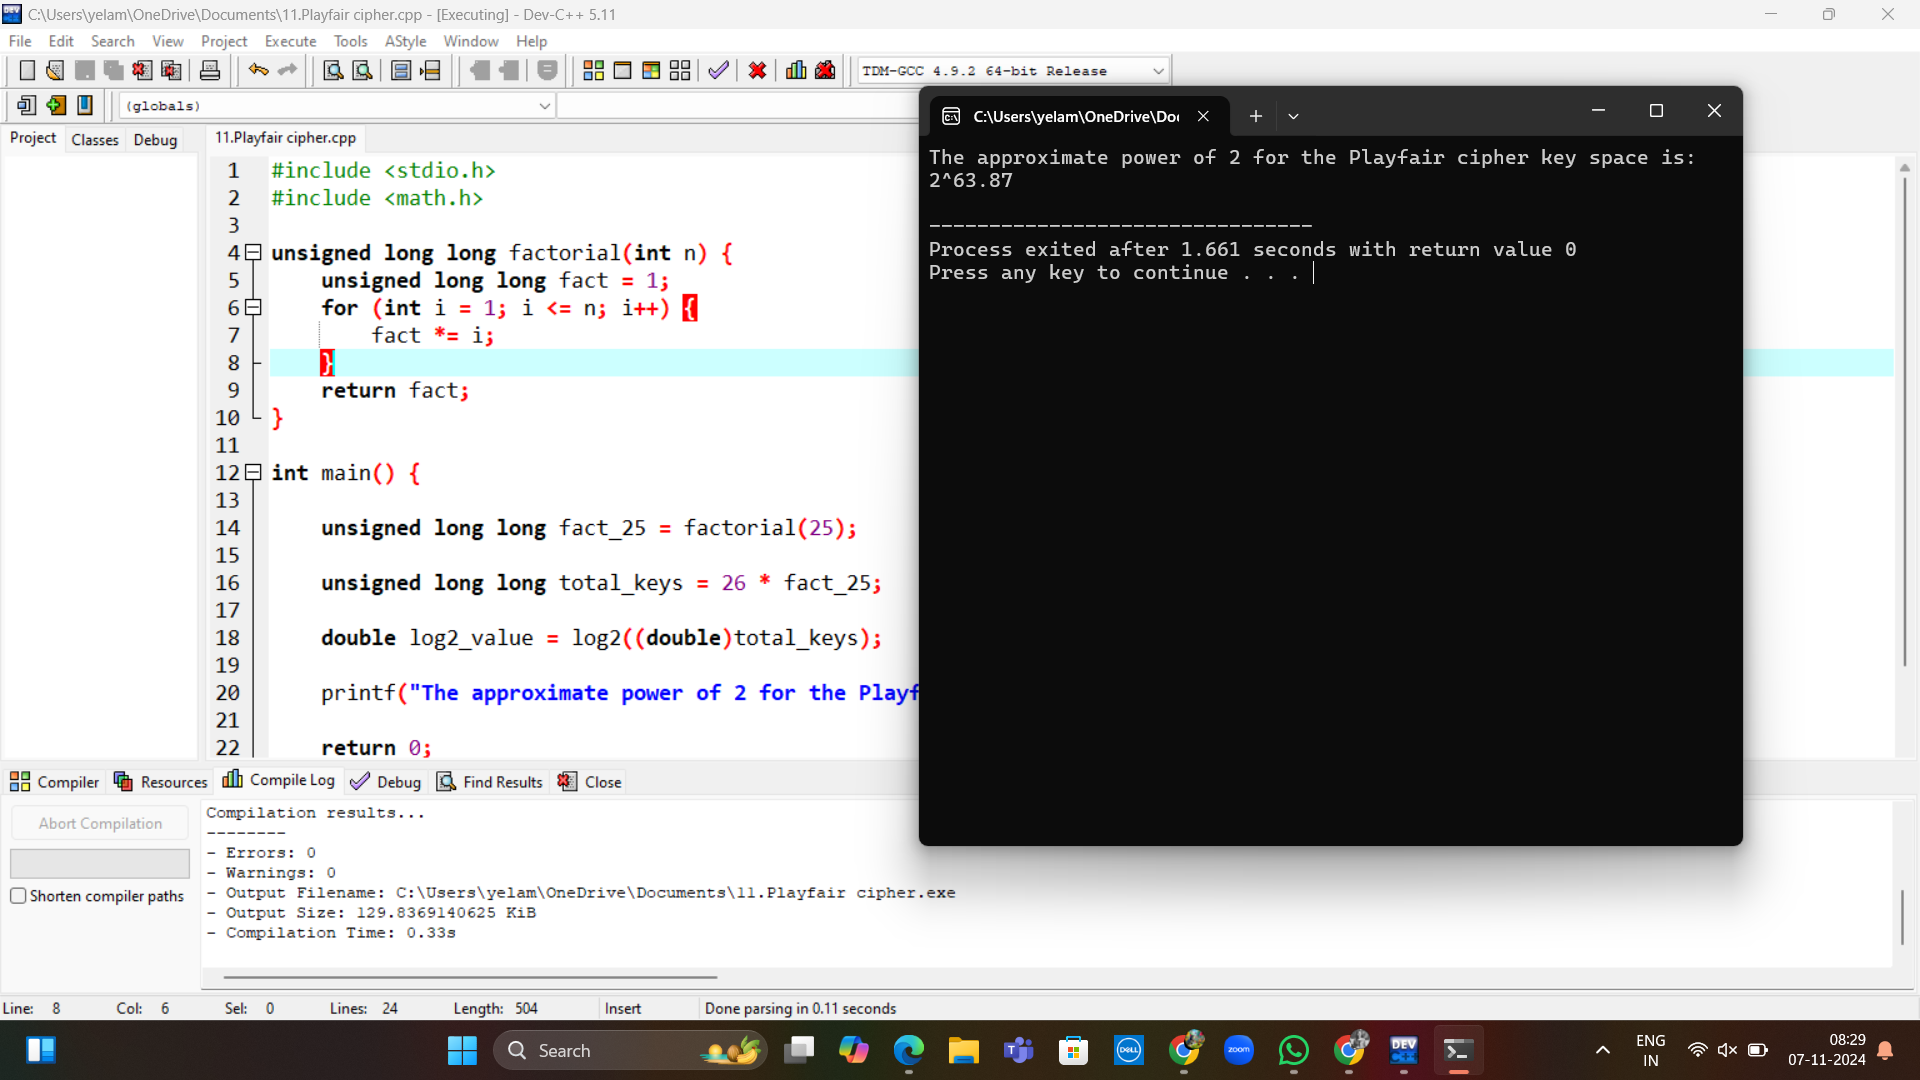 C:\Users\yelam\OneDrive\Documents\11.Playfair cipher.cpp - [Executing] - Dev-C++ 5.11
File Edit Search View Project Execute Tools AStyle Window Help
TDM-GCC 4.9.2 64-bit Release
(globals)
Project Classes Debug
11.Playfair cipher.cpp
1 #include <stdio.h>
2 #include <math.h>
3
4 unsigned long long factorial(int n) {
5 unsigned long long fact = 1;
6 for (int i = 1; i <= n; i++) {
7 fact *= i;
8 }
9 return fact;
10 }
11
12 int main() {
13
14 unsigned long long fact_25 = factorial(25);
15
16 unsigned long long total_keys = 26 * fact_25;
17
18 double log2_value = log2((double)total_keys);
19
20 printf("The approximate power of 2 for the Playf
21
22 return 0;
C:\Users\yelam\OneDrive\Do
The approximate power of 2 for the Playfair cipher key space is:
2^63.87
--------------------------------
Process exited after 1.661 seconds with return value 0
Press any key to continue . . .
Compiler Resources Compile Log Debug Find Results Close
Abort Compilation
Shorten compiler paths
Compilation results...
--------
- Errors: 0
- Warnings: 0
- Output Filename: C:\Users\yelam\OneDrive\Documents\11.Playfair cipher.exe
- Output Size: 129.8369140625 KiB
- Compilation Time: 0.33s
Line: 8 Col: 6 Sel: 0 Lines: 24 Length: 504 Insert Done parsing in 0.11 seconds
Search
DELL
zoom
DEV C++
ENG
IN
08:29
07-11-2024